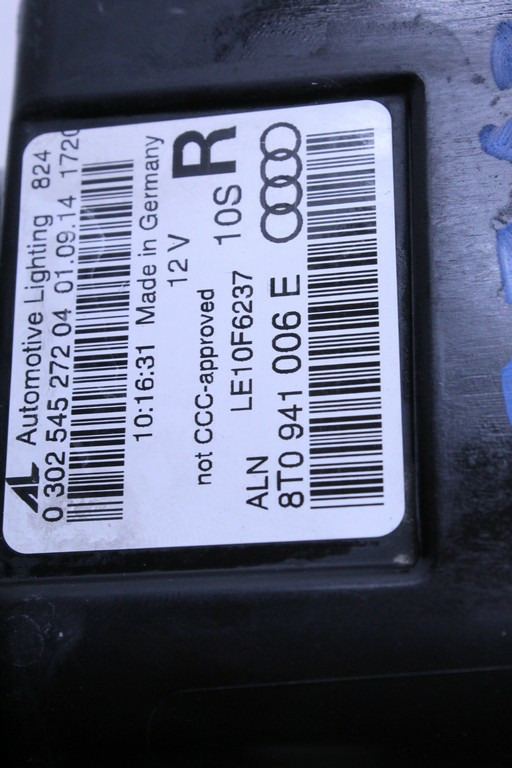 AL Automotive Lighting 824
0 302 545 272 04 01.09.14 1720
10:16:31 Made in Germany
12 V
R
not CCC-approved
LE10F6237 10S
ALN
8T0 941 006 E